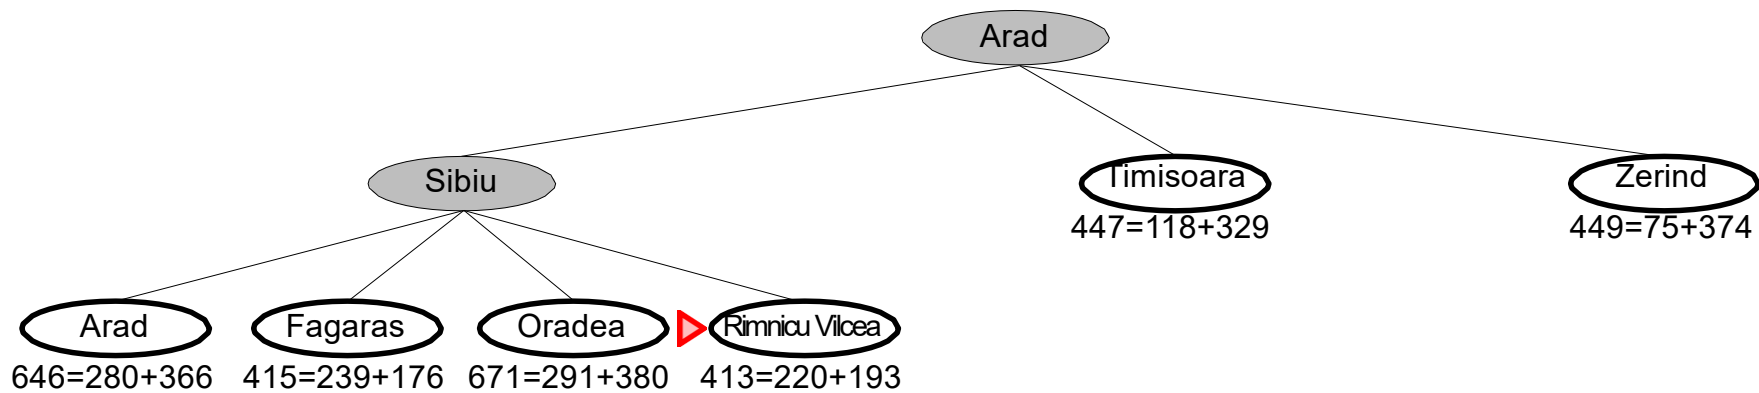 Arad
Sibiu
Timisoara
Zerind
447=118+329
449=75+374
Arad
Fagaras
Oradea
Rimnicu Vilcea
646=280+366
415=239+176
671=291+380
413=220+193